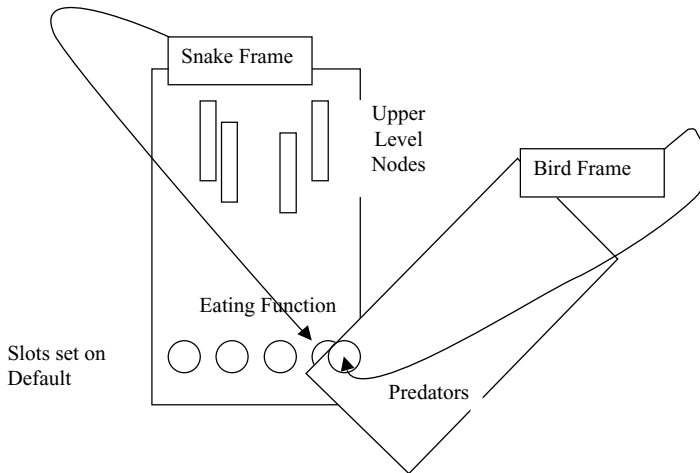 Snake Frame
Upper
Level
Nodes
Bird Frame
Eating Function
Slots set on
Default
Predators